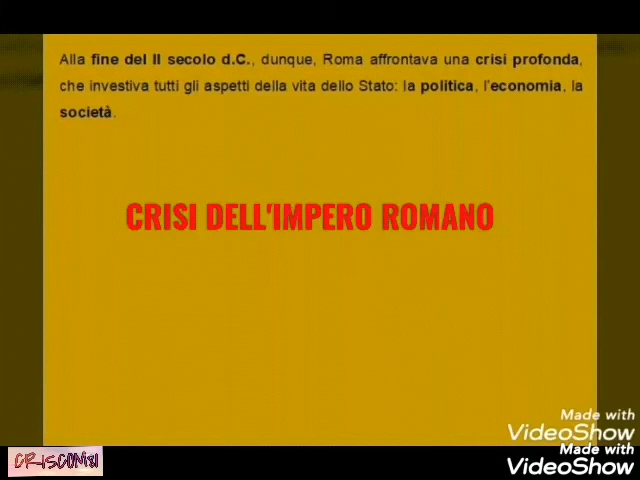 Alla fine del II secolo d.C., dunque, Roma affrontava una crisi profonda,
che investiva tutti gli aspetti della vita dello Stato: la politica, l'economia, la
società.
CRISI DELL'IMPERO ROMANO
Made with
VideoShow
Made with
VideoShow